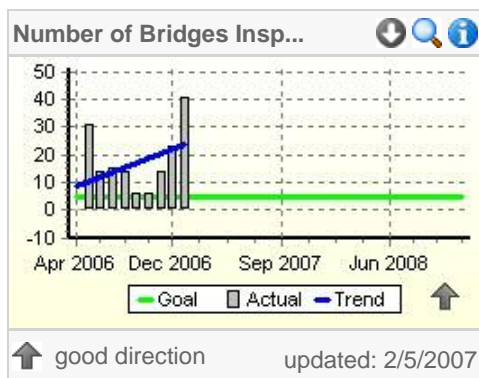 Number of Bridges Insp...
50
40
30
20
10
0
-10
Apr 2006 Dec 2006 Sep 2007 Jun 2008
Goal Actual Trend
good direction updated: 2/5/2007